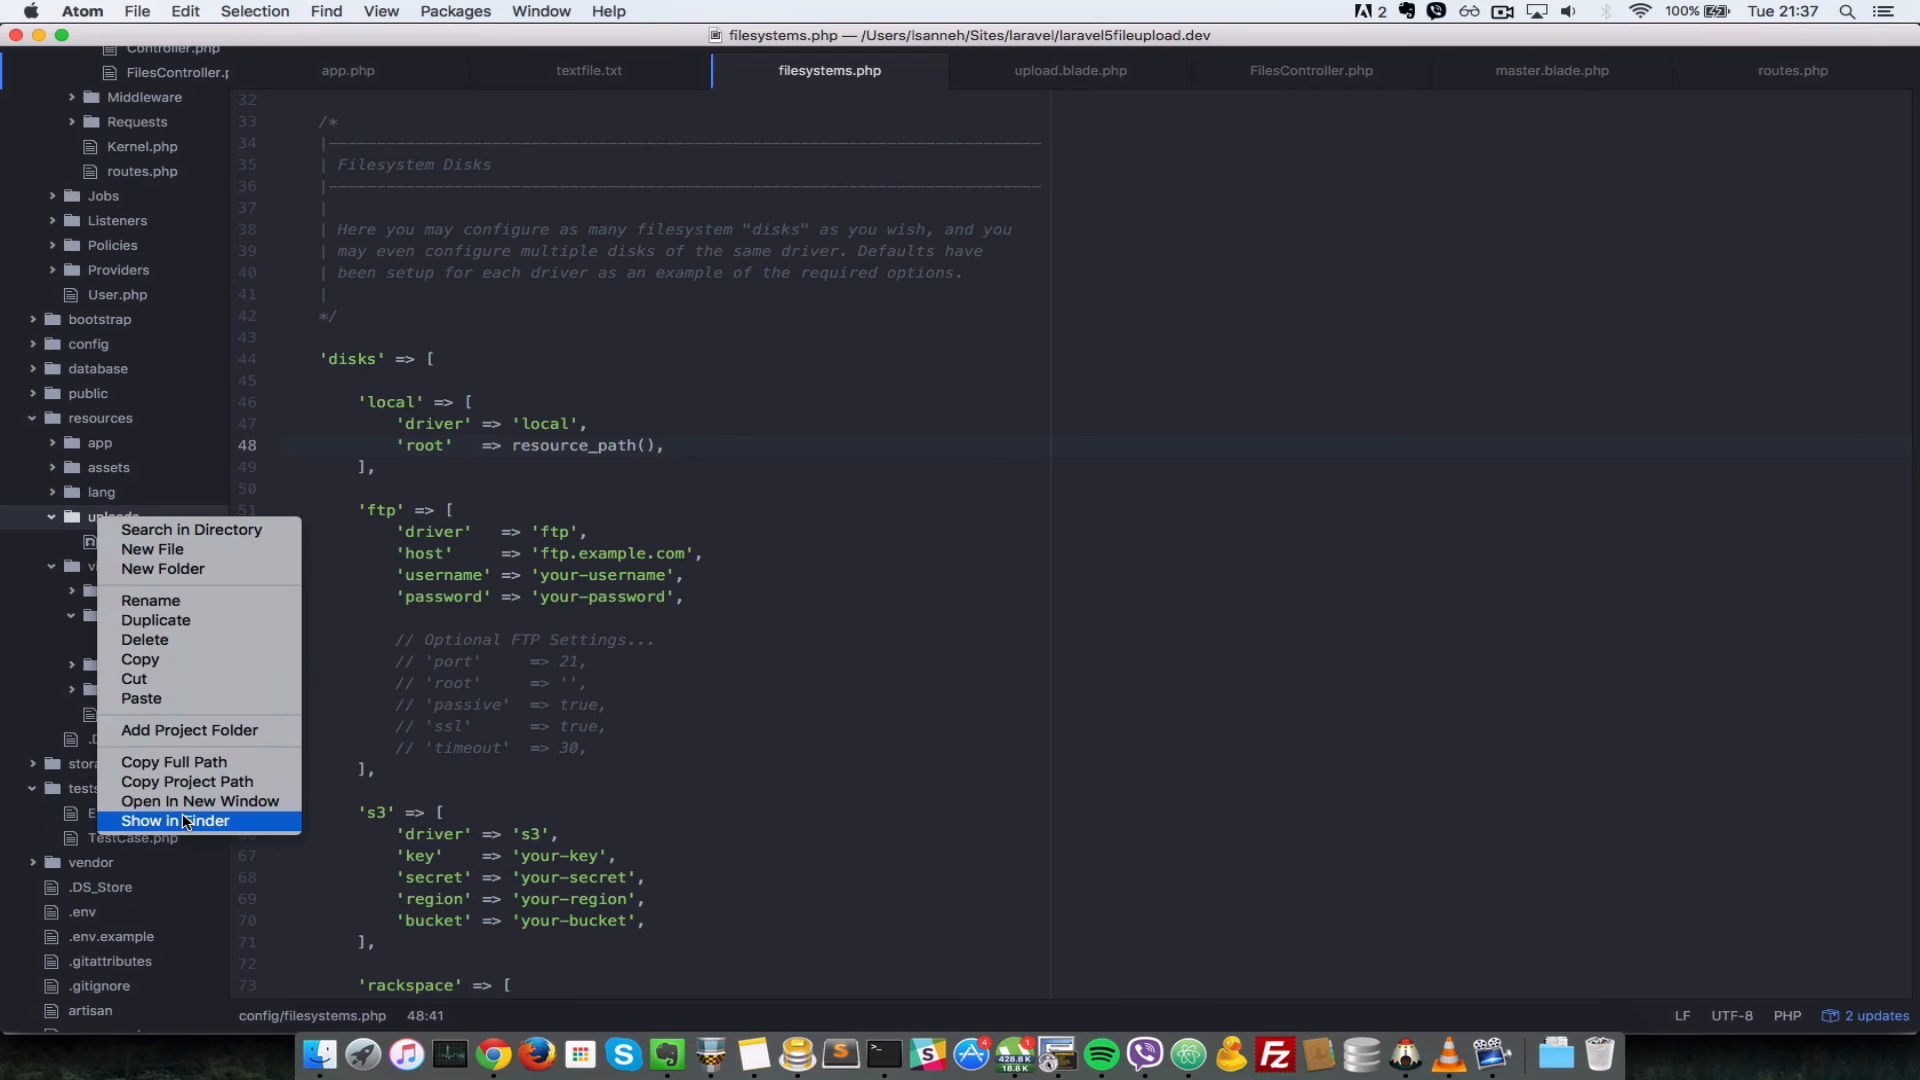 Atom File Edit Selection Find View Packages Window Help 2 100% Tue 21:37
filesystems.php — /Users/lsanneh/Sites/laravel/laravel5fileupload.dev
app.php textfile.txt filesystems.php upload.blade.php FilesController.php master.blade.php routes.php
Controller.php
FilesController.p
Middleware
Requests
Kernel.php
routes.php
Jobs
Listeners
Policies
Providers
User.php
bootstrap
config
database
public
resources
app
assets
lang
uploads
Search in Directory
New File
New Folder
Rename
Duplicate
Delete
Copy
Cut
Paste
Add Project Folder
Copy Full Path
Copy Project Path
Open In New Window
Show in Finder
TestCase.php
vendor
.DS_Store
.env
.env.example
.gitattributes
.gitignore
artisan
32
33 /*
34 |--------------------------------------------------------------------------
35 | Filesystem Disks
36 |--------------------------------------------------------------------------
37 |
38 | Here you may configure as many filesystem "disks" as you wish, and you
39 | may even configure multiple disks of the same driver. Defaults have
40 | been setup for each driver as an example of the required options.
41 |
42 */
43
44 'disks' => [
45
46 'local' => [
47 'driver' => 'local',
48 'root' => resource_path(),
49 ],
50
51 'ftp' => [
'driver' => 'ftp',
'host' => 'ftp.example.com',
'username' => 'your-username',
'password' => 'your-password',
// Optional FTP Settings...
// 'port' => 21,
// 'root' => '',
// 'passive' => true,
// 'ssl' => true,
// 'timeout' => 30,
],
's3' => [
'driver' => 's3',
67 'key' => 'your-key',
68 'secret' => 'your-secret',
69 'region' => 'your-region',
70 'bucket' => 'your-bucket',
71 ],
72
73 'rackspace' => [
config/filesystems.php 48:41 LF UTF-8 PHP 2 updates